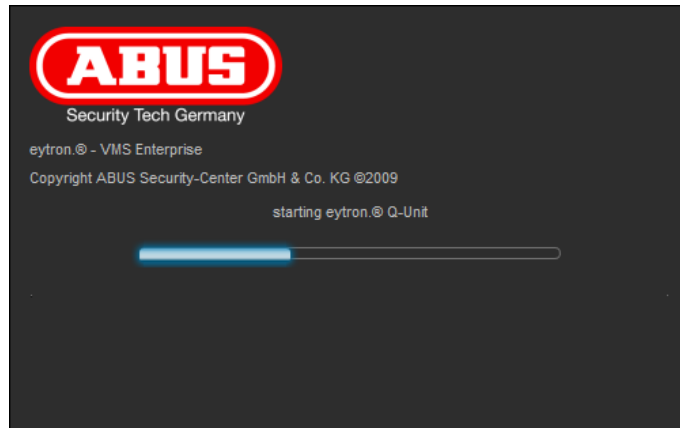 ABUS
Security Tech Germany
eytron.® - VMS Enterprise
Copyright ABUS Security-Center GmbH & Co. KG ©2009
starting eytron.® Q-Unit